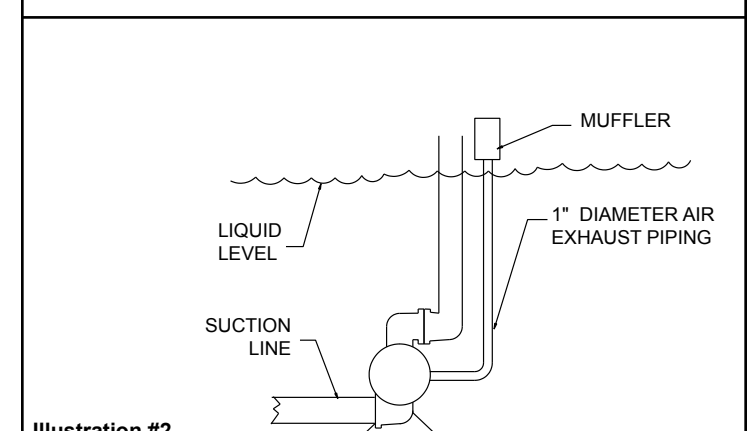 MUFFLER
1" DIAMETER AIR
EXHAUST PIPING
LIQUID
LEVEL
SUCTION
LINE
Illustration #2